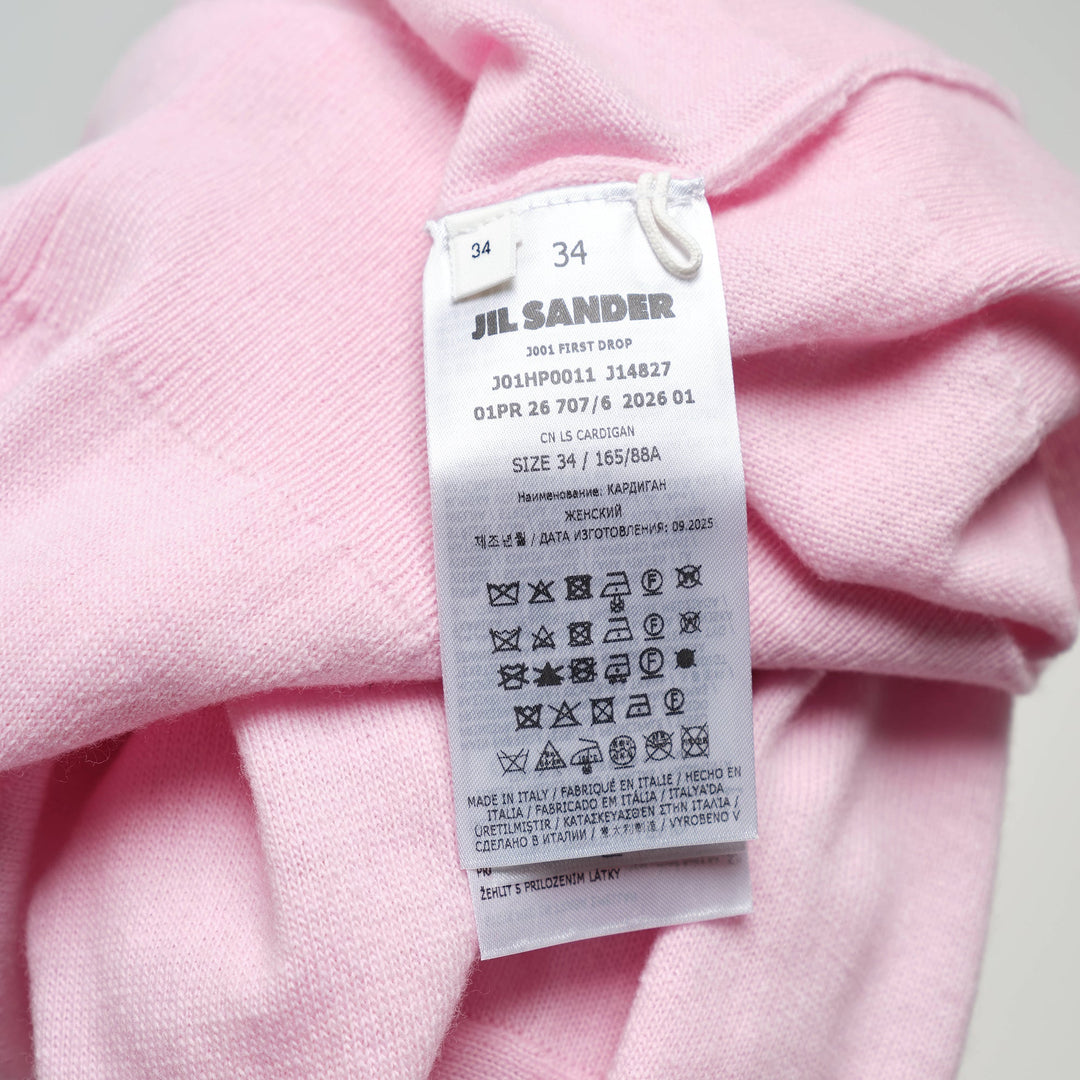 34
34
JIL SANDER
J001 FIRST DROP
J01HP0011 J14827
01PR 26 707/6 2026 01
CN LS CARDIGAN
SIZE 34 / 165/88A
Наименование: КАРДИГАН
ЖЕНСКИЙ
제조년월 / ДАТА ИЗГОТОВЛЕНИЯ: 09.2025
F
F
F
F
MADE IN ITALY / FABRIQUÉ EN ITALIE / HECHO EN
ITALIA / FABRICADO EM ITÁLIA / ITALYA'DA
ÜRETILMIŞTIR / ΚΑΤΑΣΚΕΥΑΣΘΕΝ ΣΤΗΝ ΙΤΑΛΙΑ /
СДЕЛАНО В ИТАЛИИ / 意大利制造 / VYROBENO V
ŽEHLIT S PRILOZENIM LÁTKY